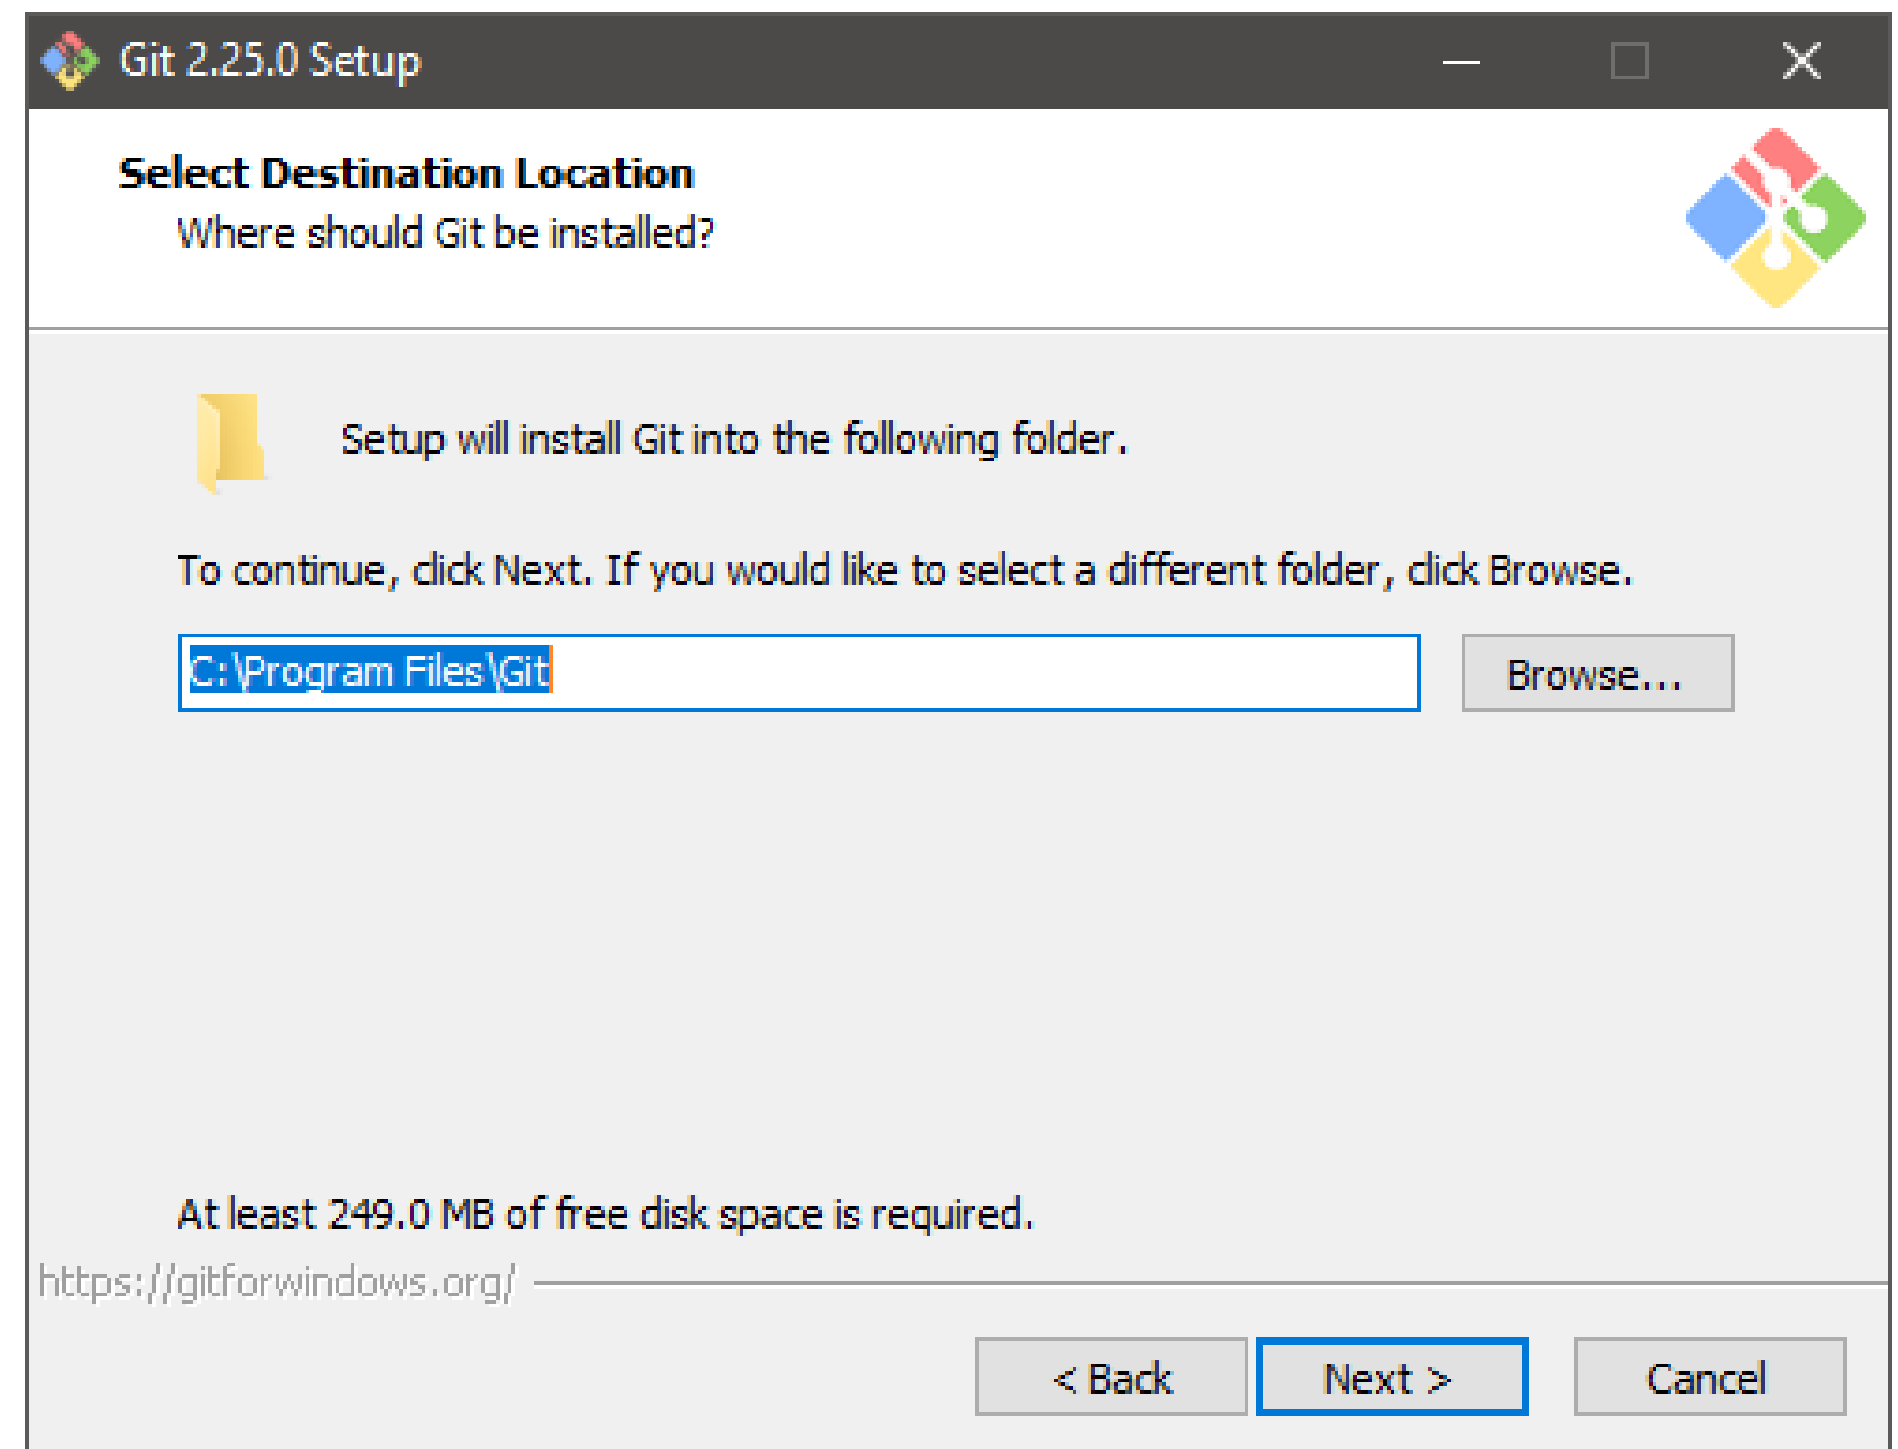 Git 2.25.0 Setup
Select Destination Location
Where should Git be installed?
Setup will install Git into the following folder.
To continue, click Next. If you would like to select a different folder, click Browse.
C:\Program Files\Git
Browse...
At least 249.0 MB of free disk space is required.
https://gitforwindows.org/
< Back
Next >
Cancel